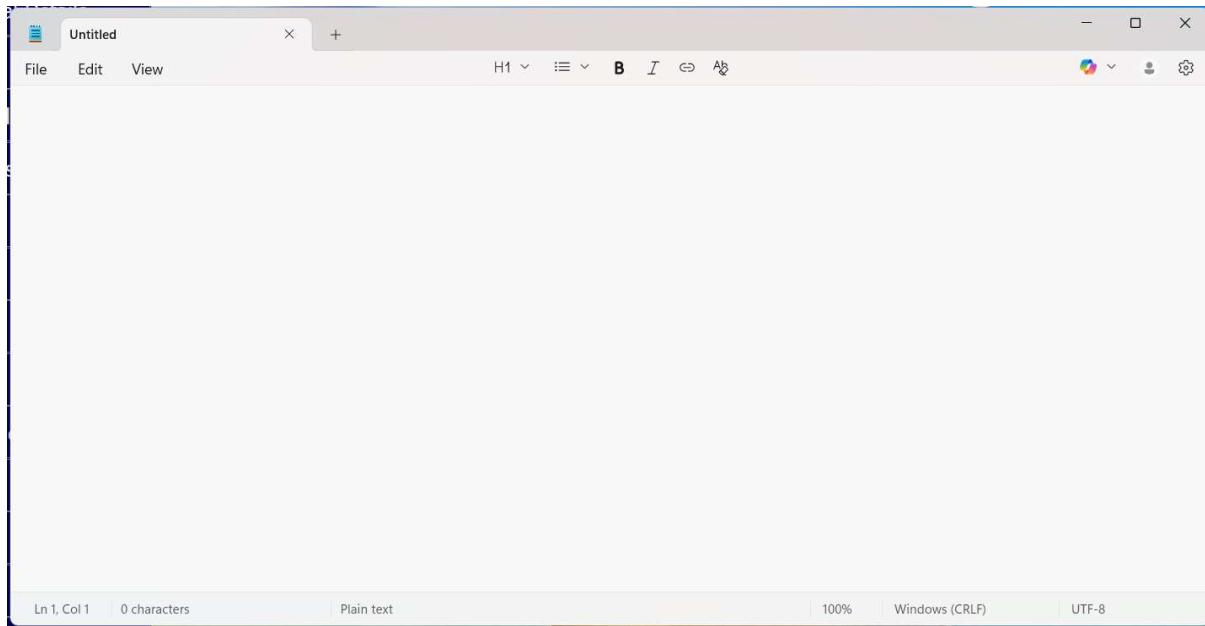 Untitled
File Edit View H1 B I
Ln 1, Col 1 0 characters Plain text 100% Windows (CRLF) UTF-8